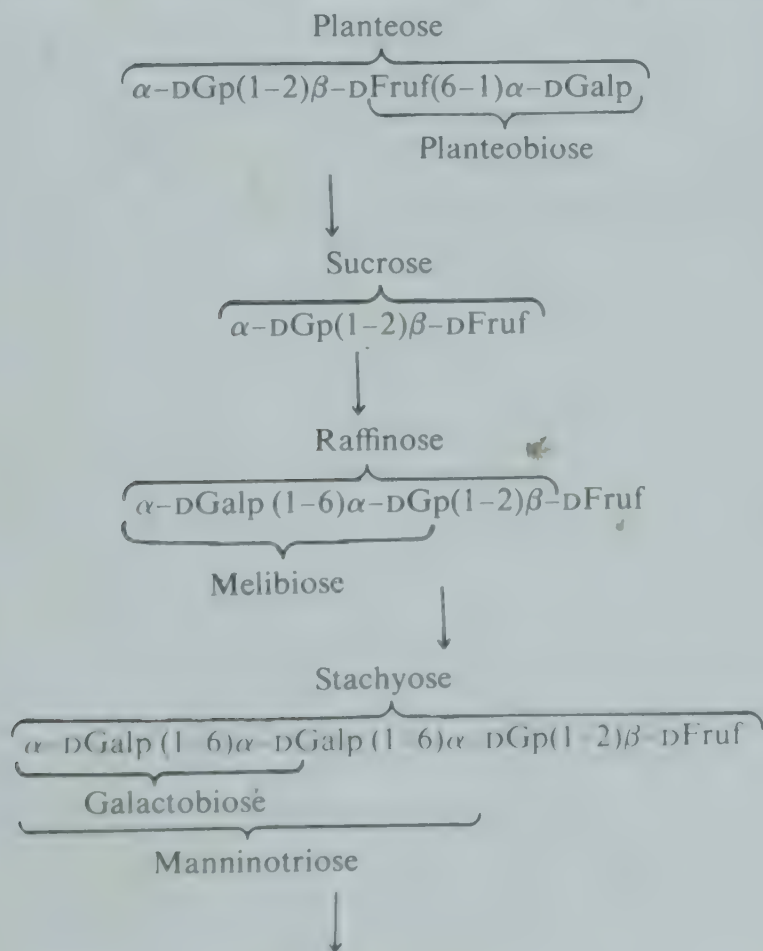 Planteose
α-DGp(1-2)β-DFruf(6-1)α-DGalp
Planteobiose
Sucrose
α-DGp(1-2)β-DFruf
Raffinose
α-DGalp (1-6)α-DGp(1-2)β-DFruf
Melibiose
Stachyose
α-DGalp (1-6)α-DGalp (1-6)α-DGp(1-2)β-DFruf
Galactobiose
Manninotriose